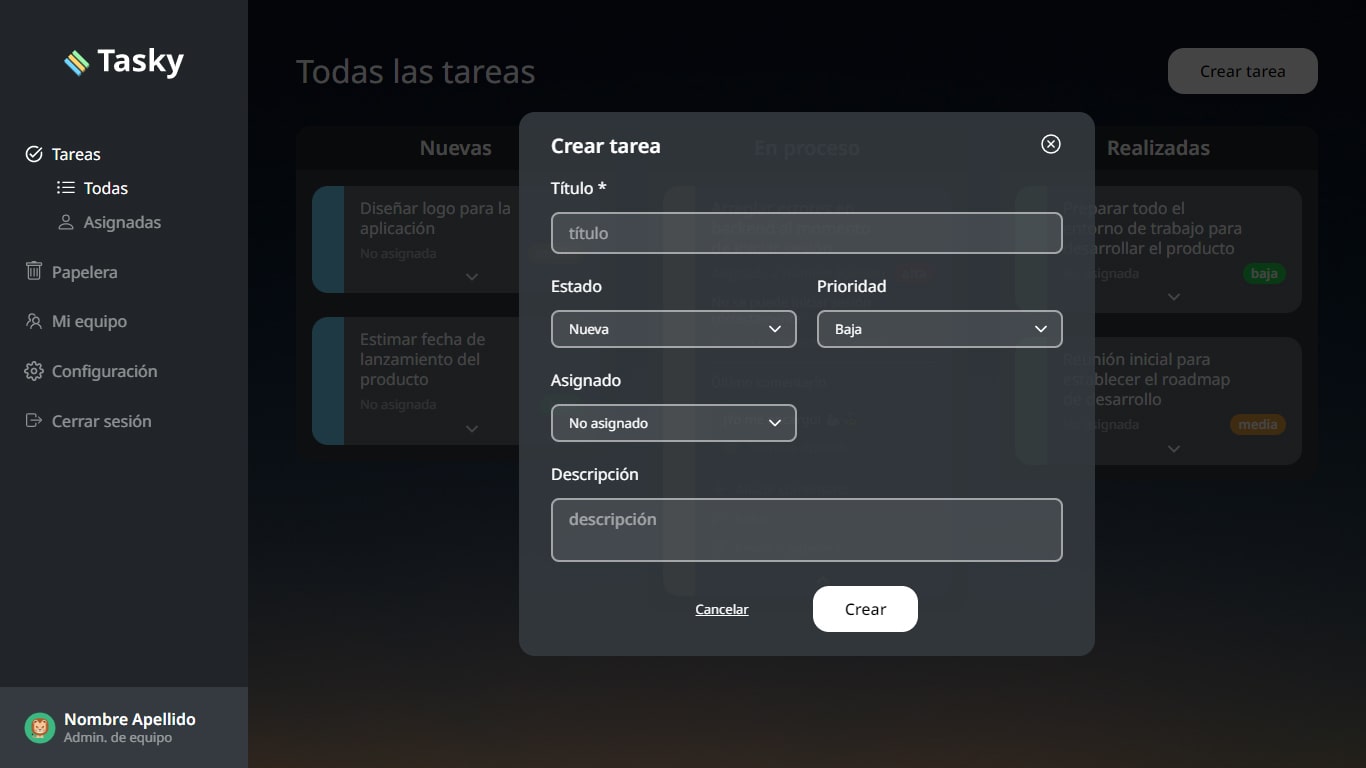 Tasky
Tareas
Todas
Asignadas
Papelera
Mi equipo
Configuración
Cerrar sesión
Nombre Apellido
Admin. de equipo
Todas las tareas
Crear tarea
Nuevas
Diseñar logo para la
aplicación
No asignada
Estimar fecha de
lanzamiento del
producto
No asignada
En proceso
Crear tarea
Título *
título
Estado
Prioridad
Nueva
Baja
Asignado
No asignado
Descripción
descripción
Cancelar
Crear
Realizadas
Preparar todo el
entorno de trabajo para
desarrollar el producto
No asignada
baja
Reunión inicial para
establecer el roadmap
de desarrollo
No asignada
media